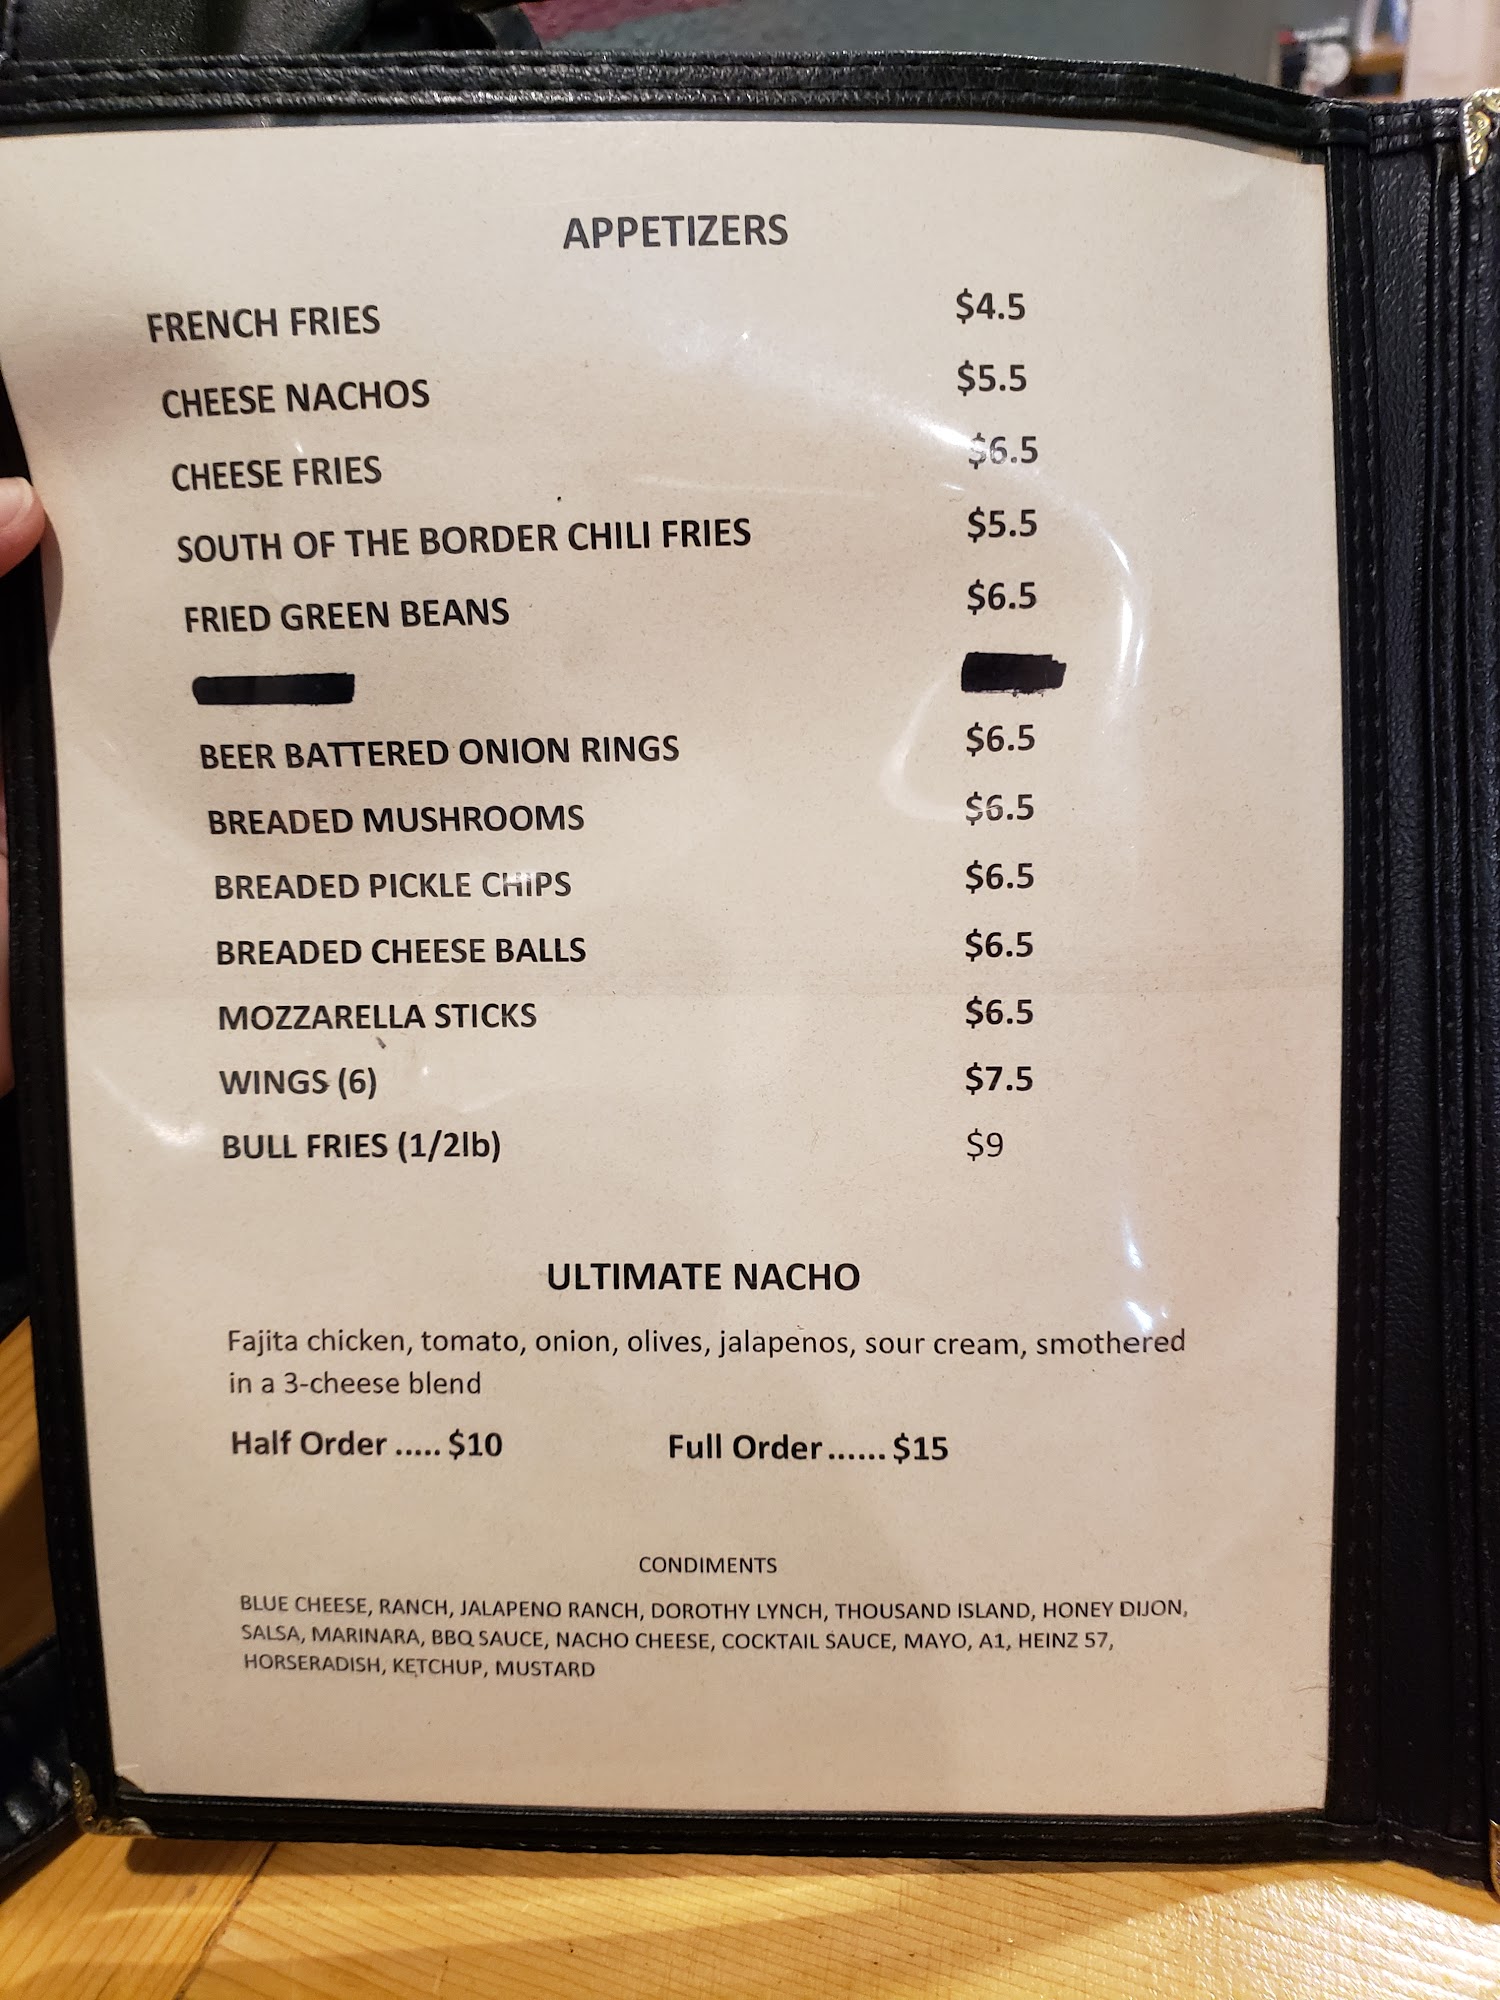 APPETIZERS
FRENCH FRIES $4.5
CHEESE NACHOS $5.5
CHEESE FRIES $6.5
SOUTH OF THE BORDER CHILI FRIES $5.5
FRIED GREEN BEANS $6.5
BEER BATTERED ONION RINGS $6.5
BREADED MUSHROOMS $6.5
BREADED PICKLE CHIPS $6.5
BREADED CHEESE BALLS $6.5
MOZZARELLA STICKS $6.5
WINGS (6) $7.5
BULL FRIES (1/2lb) $9
ULTIMATE NACHO
Fajita chicken, tomato, onion, olives, jalapenos, sour cream, smothered
in a 3-cheese blend
Half Order ..... $10 Full Order...... $15
CONDIMENTS
BLUE CHEESE, RANCH, JALAPENO RANCH, DOROTHY LYNCH, THOUSAND ISLAND, HONEY DIJON,
SALSA, MARINARA, BBQ SAUCE, NACHO CHEESE, COCKTAIL SAUCE, MAYO, A1, HEINZ 57,
HORSERADISH, KETCHUP, MUSTARD